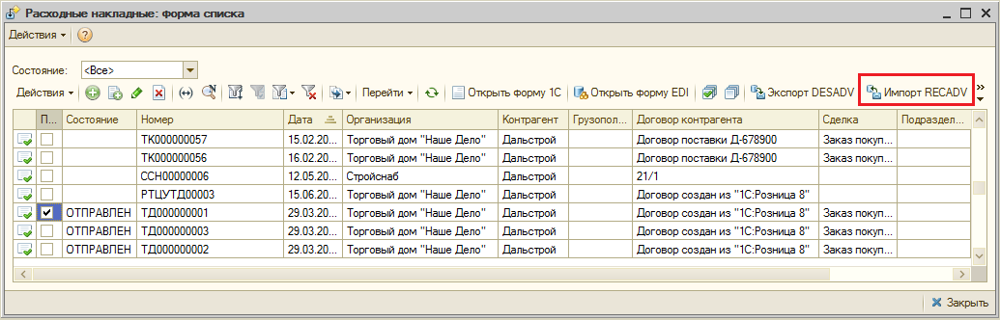 Расходные накладные: форма списка
Действия
Состояние: <Все>
Действия Перейти Открыть форму 1С Открыть форму EDI Экспорт DESADV Импорт RECADV
П... Состояние Номер Дата Организация Контрагент Грузопол... Договор контрагента Сделка Подраздел...
ТК000000057 15.02.20... Торговый дом "Наше Дело" Дальстрой Договор поставки Д-678900 Заказ покуп...
ТК000000056 16.02.20... Торговый дом "Наше Дело" Дальстрой Договор поставки Д-678900 Заказ покуп...
ССН00000006 12.05.20... Стройснаб Дальстрой 21/1
РТЦУТД00003 15.06.20... Торговый дом "Наше Дело" Дальстрой Договор создан из "1С:Розница 8"
ОТПРАВЛЕН ТД000000001 29.03.20... Торговый дом "Наше Дело" Дальстрой Договор создан из "1С:Розница 8" Заказ покуп...
ОТПРАВЛЕН ТД000000003 29.03.20... Торговый дом "Наше Дело" Дальстрой Договор создан из "1С:Розница 8" Заказ покуп...
ОТПРАВЛЕН ТД000000002 29.03.20... Торговый дом "Наше Дело" Дальстрой Договор создан из "1С:Розница 8" Заказ покуп...
Закрыть